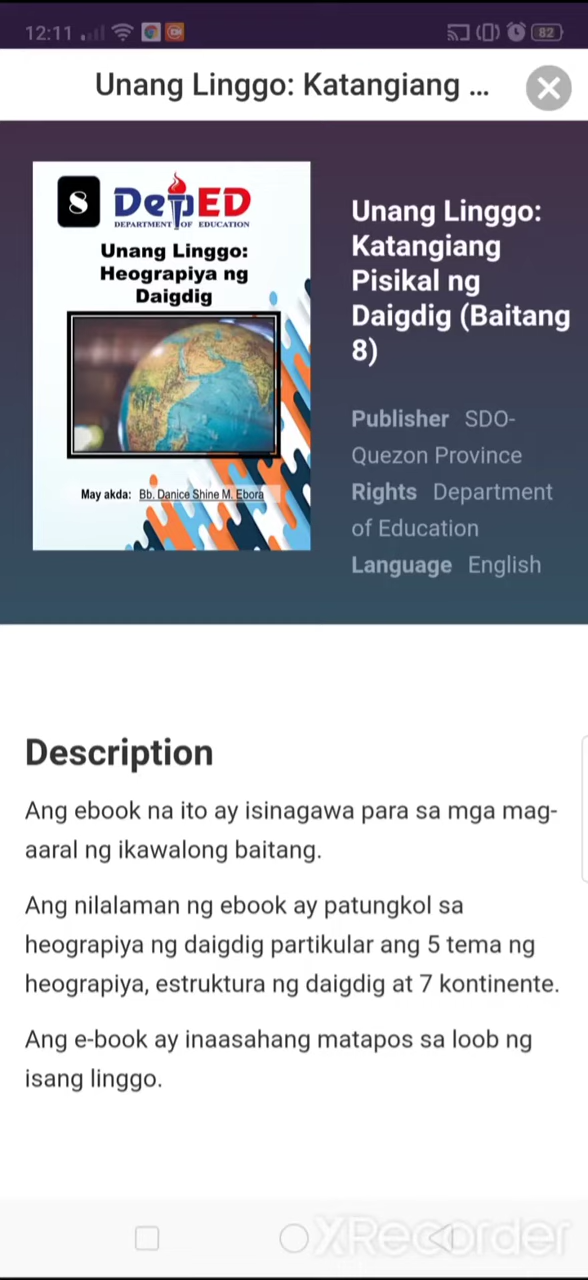 12:11
82
Unang Linggo: Katangiang ...
8
DepED
DEPARTMENT OF EDUCATION
Unang Linggo:
Heograpiya ng
Daigdig
May akda: Bb. Danice Shine M. Ebora
Unang Linggo:
Katangiang
Pisikal ng
Daigdig (Baitang
8)
Publisher SDO-
Quezon Province
Rights Department
of Education
Language English
Description
Ang ebook na ito ay isinagawa para sa mga mag-
aaral ng ikawalong baitang.
Ang nilalaman ng ebook ay patungkol sa
heograpiya ng daigdig partikular ang 5 tema ng
heograpiya, estruktura ng daigdig at 7 kontinente.
Ang e-book ay inaasahang matapos sa loob ng
isang linggo.
XRecorder